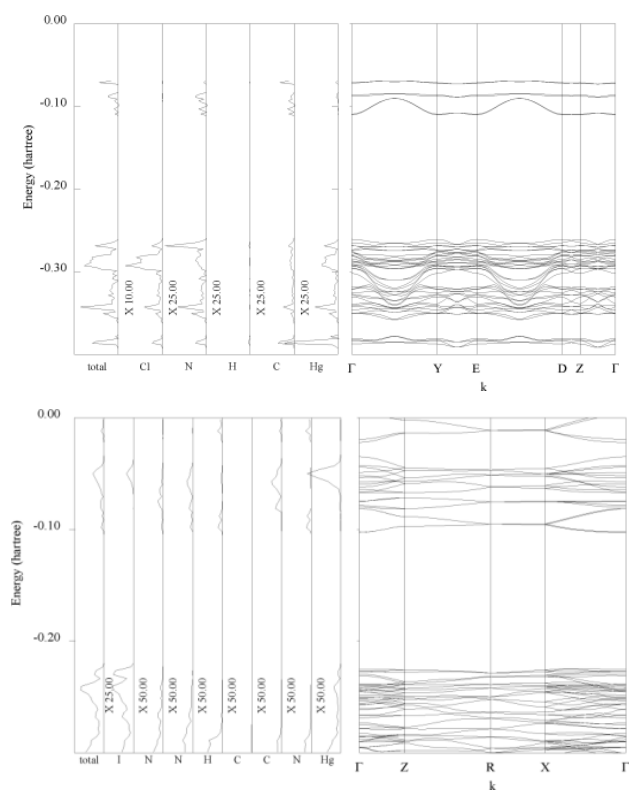 0.00
-0.10
-0.20
-0.30
Energy (hartree)
X 10.00
X 25.00
X 25.00
X 25.00
X 25.00
total Cl N H C Hg
Γ Y E D Z Γ
k
0.00
-0.10
-0.20
Energy (hartree)
X 25.00
X 50.00
X 50.00
X 50.00
X 50.00
X 50.00
X 50.00
X 50.00
total I N N H C C N Hg
Γ Z R X Γ
k